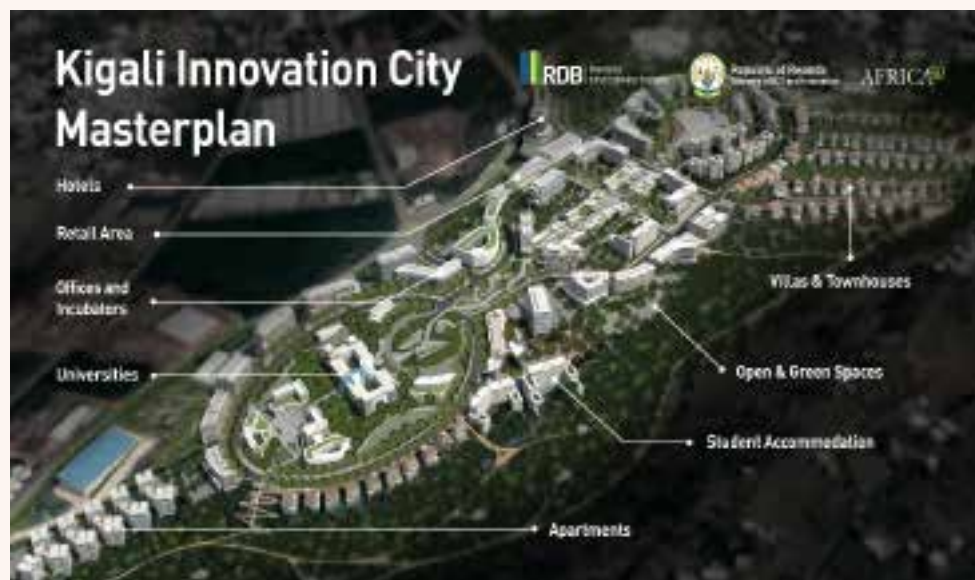 Kigali Innovation City
Masterplan
RDB
Republic of Rwanda
AFRICA50
Hotels
Retail Area
Offices and
Incubators
Universities
Villas & Townhouses
Open & Green Spaces
Student Accommodation
Apartments